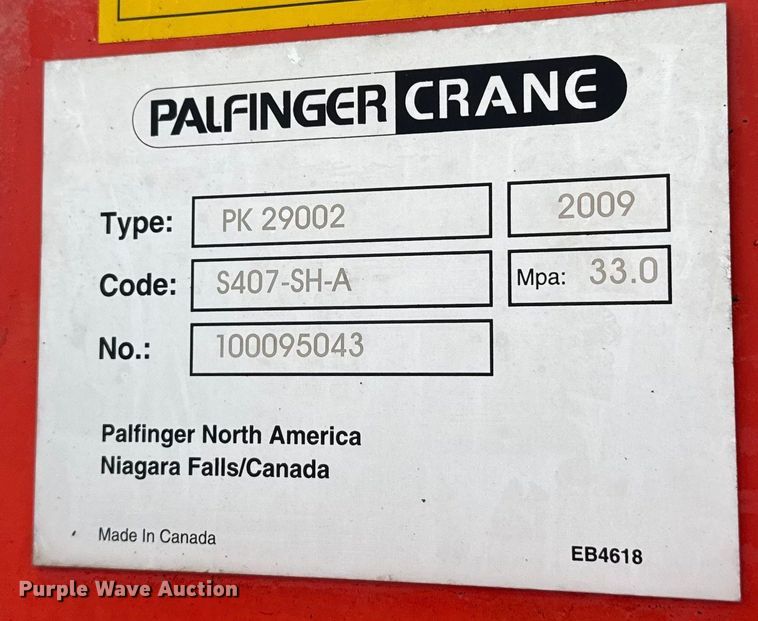 PALFINGER CRANE
Type: PK 29002 2009
Code: S407-SH-A Mpa: 33.0
No.: 100095043
Palfinger North America
Niagara Falls/Canada
Made In Canada
EB4618
Purple Wave Auction